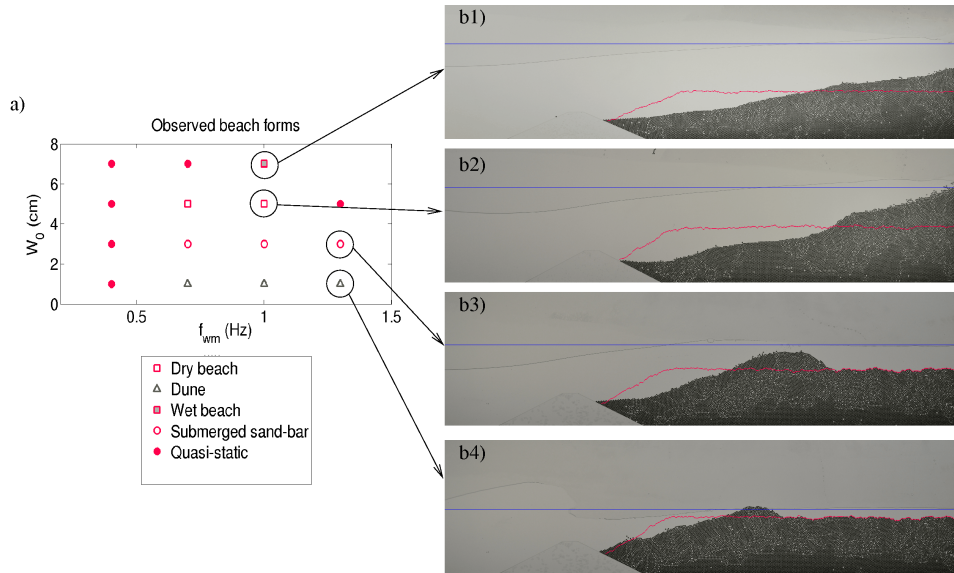 a)
Observed beach forms
8
6
4
2
0
W0 (cm)
0.5
1
1.5
fwm (Hz)
Dry beach
Dune
Wet beach
Submerged sand-bar
Quasi-static
b1)
b2)
b3)
b4)